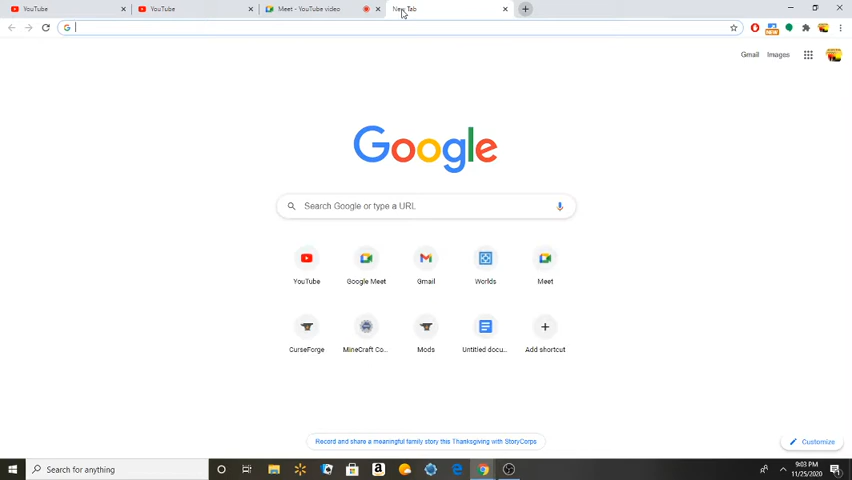 YouTube
YouTube
Meet - YouTube video
New Tab
NEW
Gmail
Images
Google
Search Google or type a URL
YouTube
Google Meet
Gmail
Worlds
Meet
CurseForge
MineCraft Co...
Mods
Untitled docu...
Add shortcut
Record and share a meaningful family story this Thanksgiving with StoryCorps
Customize
Search for anything
9:03 PM
11/25/2020